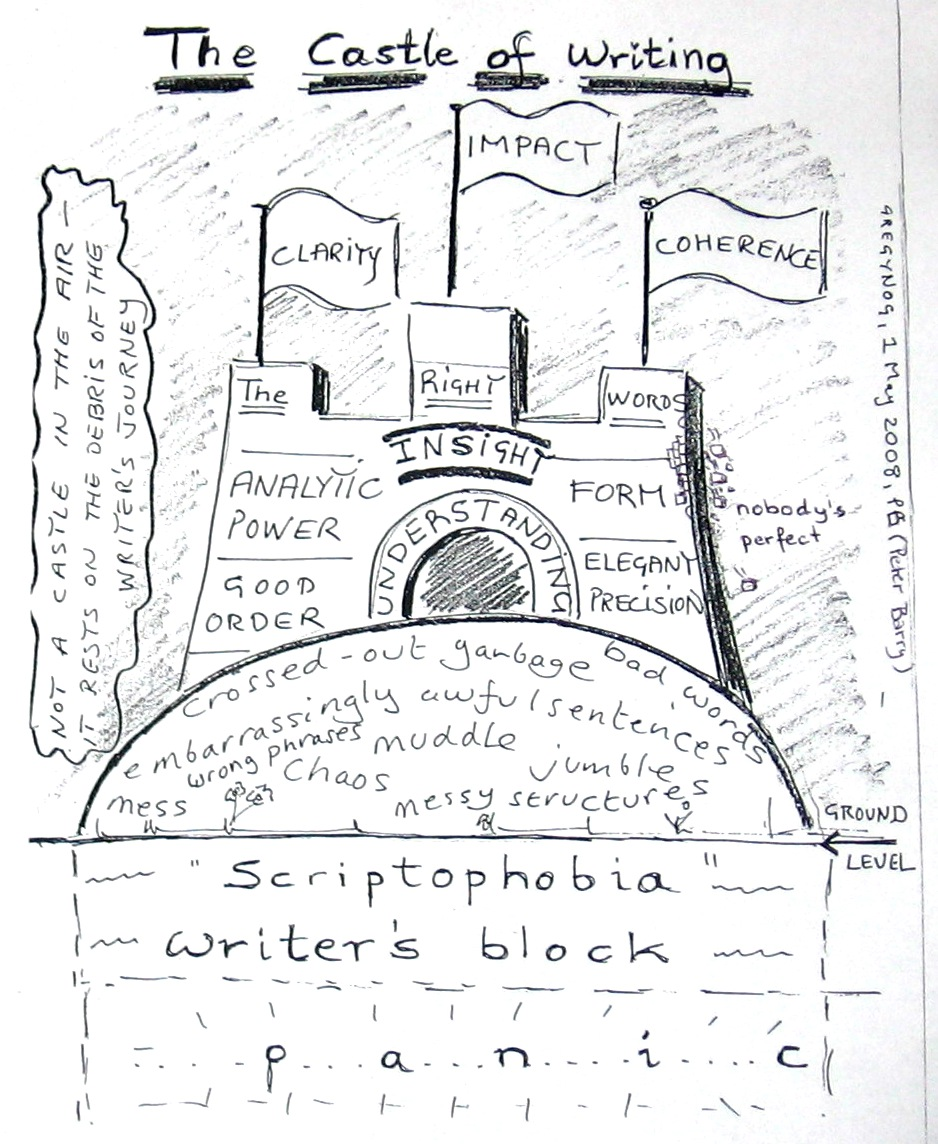 The Castle of Writing
IMPACT
CLARITY
COHERENCE
NOT A CASTLE IN THE AIR —
IT RESTS ON THE DEBRIS OF THE
WRITER'S JOURNEY
GREGYNOG, 1 May 2008, PB (Peter Barry) —
The
Right
WORDS
INSIGHT
ANALYTIC
POWER
FORM
nobody's
perfect
UNDERSTANDING
GOOD
ORDER
ELEGANT
PRECISION
crossed-out garbage bad words
embarrassingly awful sentences
wrong phrases muddle
chaos jumble
mess
messy structures
GROUND
LEVEL
"Scriptophobia"
writer's block
p...a...n...i...c